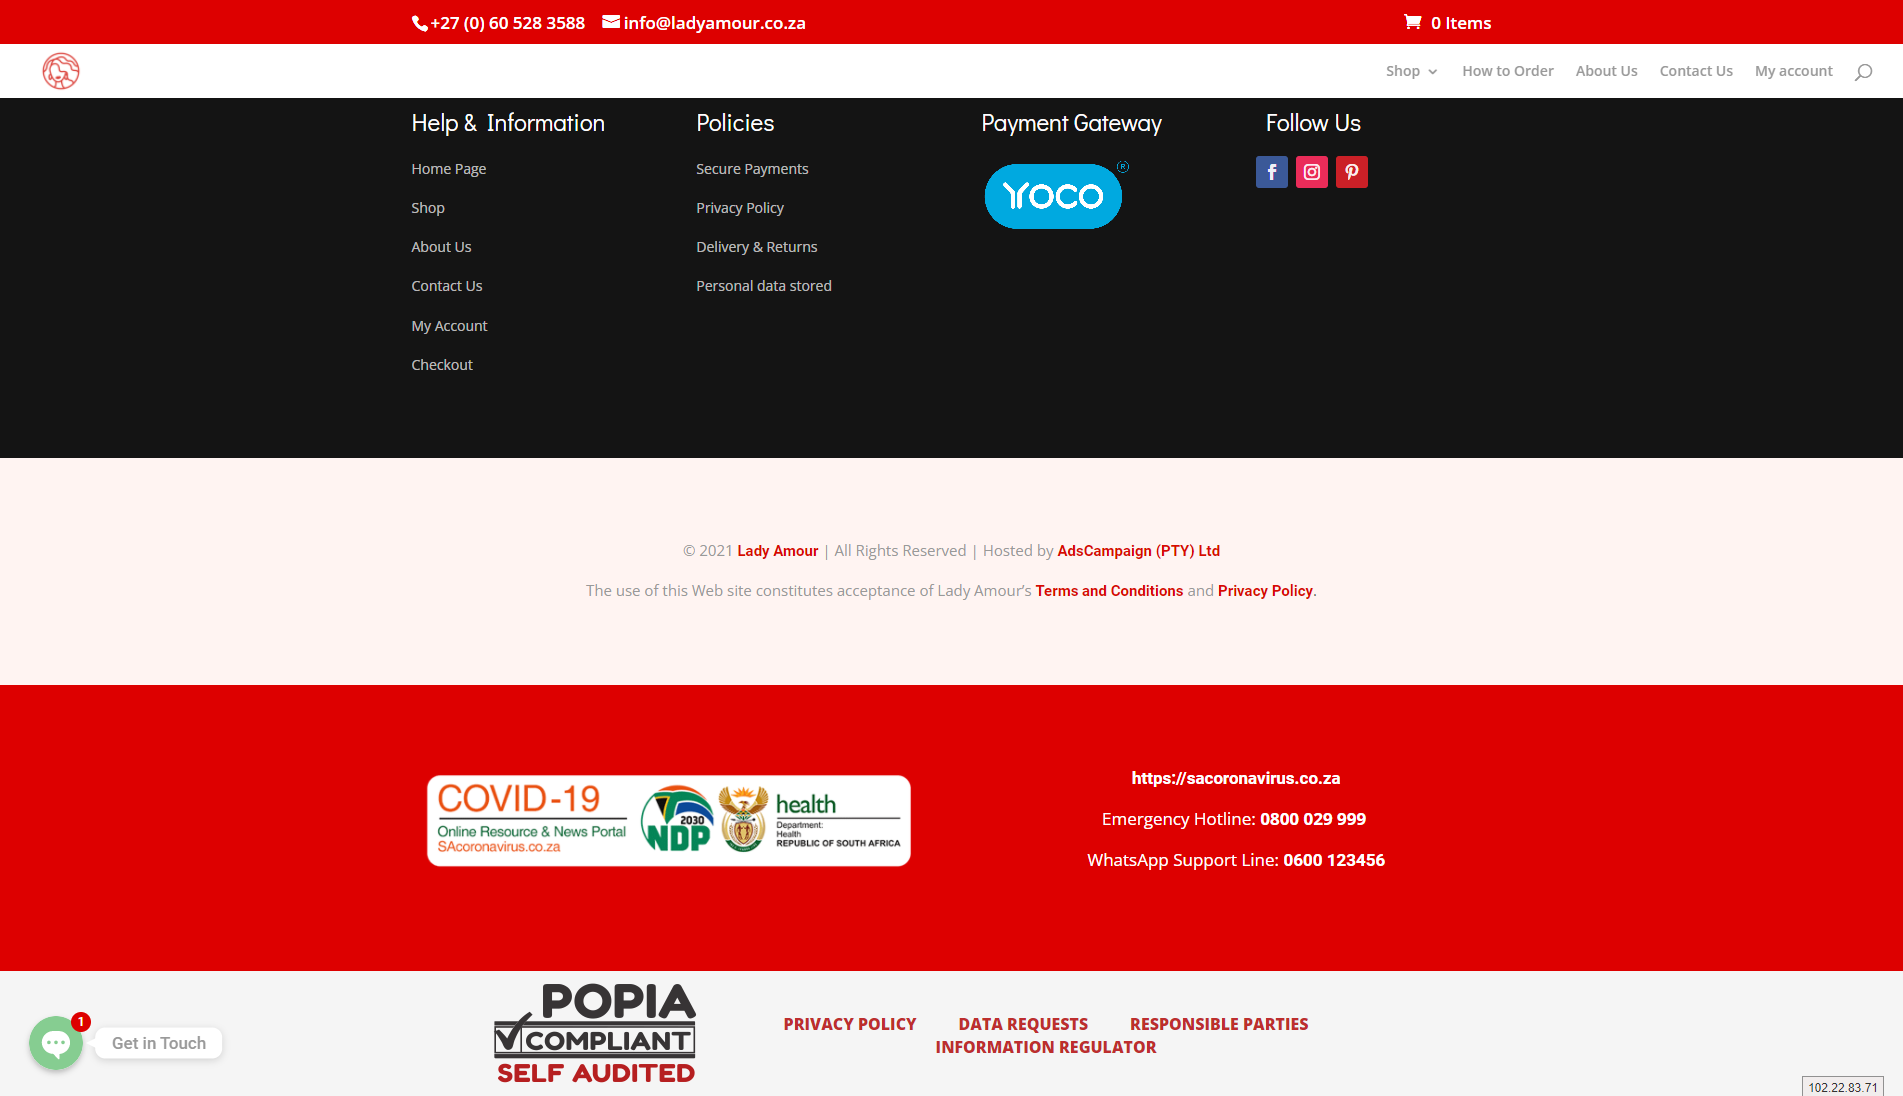 +27 (0) 60 528 3588 info@ladyamour.co.za 0 Items
Shop How to Order About Us Contact Us My account
Help & Information
Home Page
Shop
About Us
Contact Us
My Account
Checkout
Policies
Secure Payments
Privacy Policy
Delivery & Returns
Personal data stored
Payment Gateway
YOCO ®
Follow Us
© 2021 Lady Amour | All Rights Reserved | Hosted by AdsCampaign (PTY) Ltd
The use of this Web site constitutes acceptance of Lady Amour’s Terms and Conditions and Privacy Policy.
COVID-19
Online Resource & News Portal
SAcoronavirus.co.za
2030
NDP
health
Department:
Health
REPUBLIC OF SOUTH AFRICA
https://sacoronavirus.co.za
Emergency Hotline: 0800 029 999
WhatsApp Support Line: 0600 123456
POPIA
COMPLIANT
SELF AUDITED
PRIVACY POLICY DATA REQUESTS RESPONSIBLE PARTIES
INFORMATION REGULATOR
1
Get in Touch
102.22.83.71